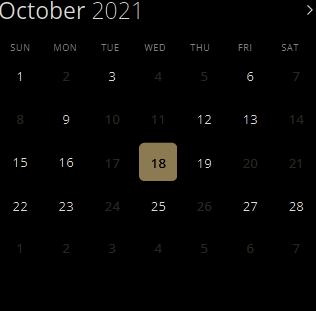 October 2021 >
SUN MON TUE WED THU FRI SAT
1 2 3 4 5 6 7
8 9 10 11 12 13 14
15 16 17 18 19 20 21
22 23 24 25 26 27 28
1 2 3 4 5 6 7